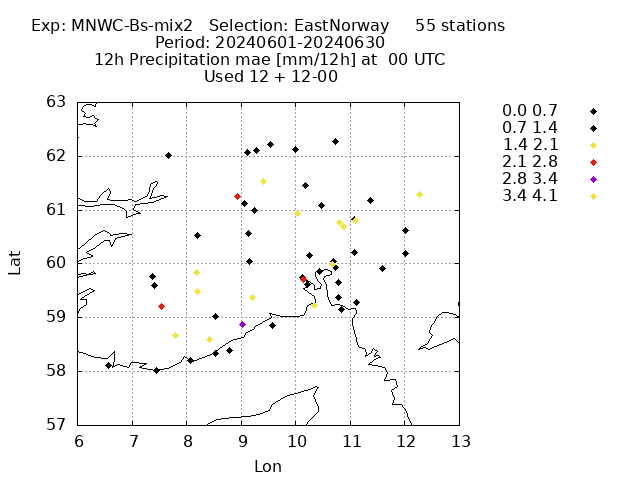 Exp: MNWC-Bs-mix2 Selection: EastNorway 55 stations
Period: 20240601-20240630
12h Precipitation mae [mm/12h] at 00 UTC
Used 12 + 12-00
0.0 0.7
0.7 1.4
1.4 2.1
2.1 2.8
2.8 3.4
3.4 4.1
63
62
61
60
59
58
57
Lat
6 7 8 9 10 11 12 13
Lon